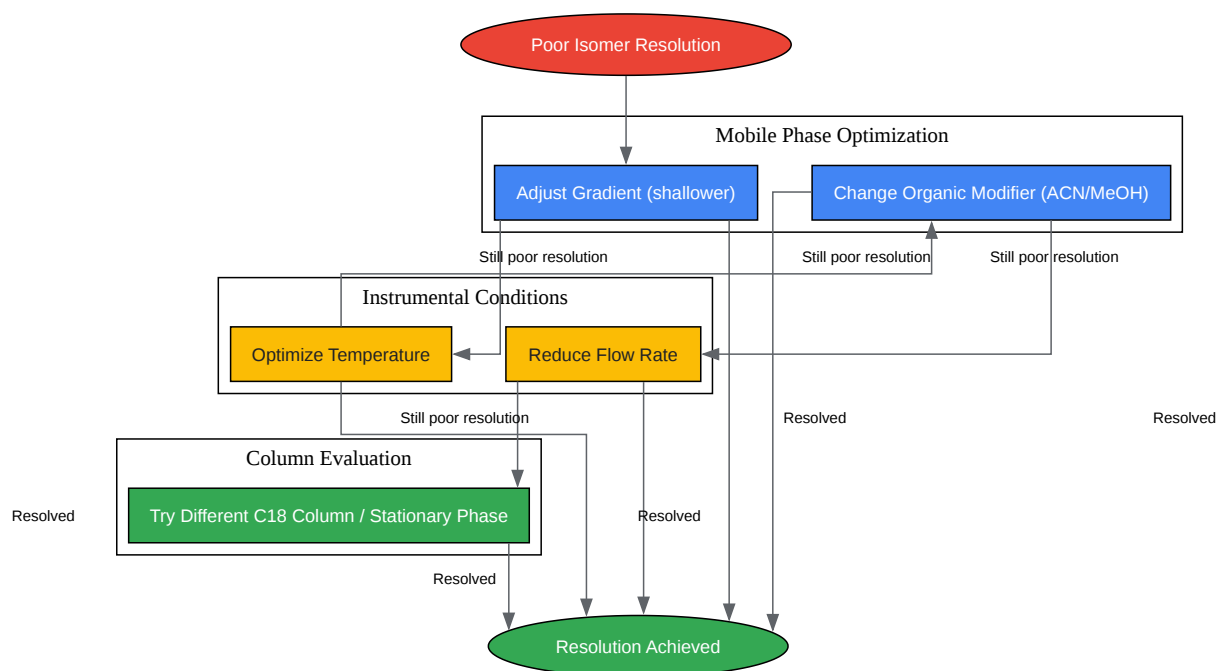 Poor Isomer Resolution
Mobile Phase Optimization
Adjust Gradient (shallower)
Change Organic Modifier (ACN/MeOH)
Still poor resolution
Still poor resolution
Still poor resolution
Instrumental Conditions
Optimize Temperature
Reduce Flow Rate
Still poor resolution
Resolved
Resolved
Column Evaluation
Try Different C18 Column / Stationary Phase
Resolved
Resolved
Resolved
Resolution Achieved